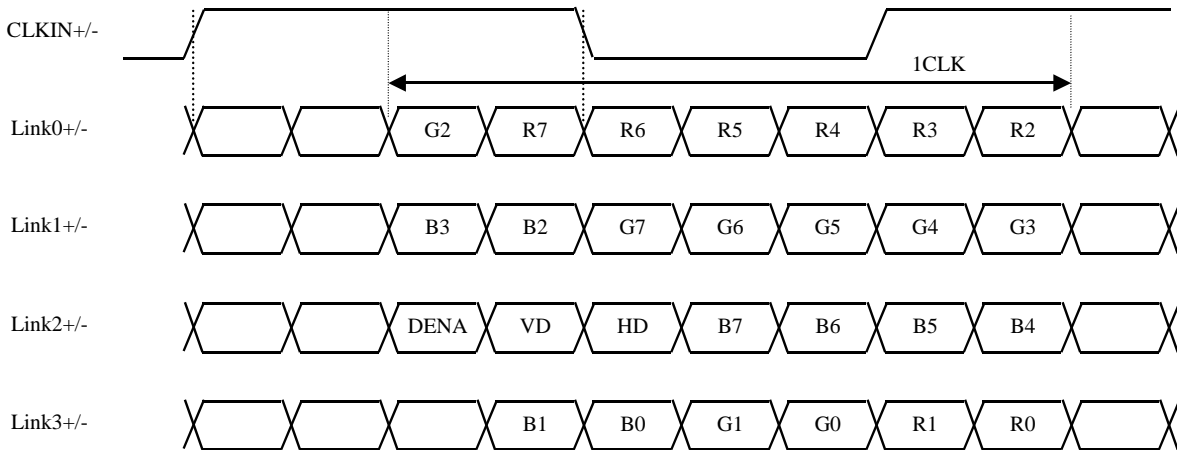 CLKIN+/-
1CLK
Link0+/- G2 R7 R6 R5 R4 R3 R2
Link1+/- B3 B2 G7 G6 G5 G4 G3
Link2+/- DENA VD HD B7 B6 B5 B4
Link3+/- B1 B0 G1 G0 R1 R0